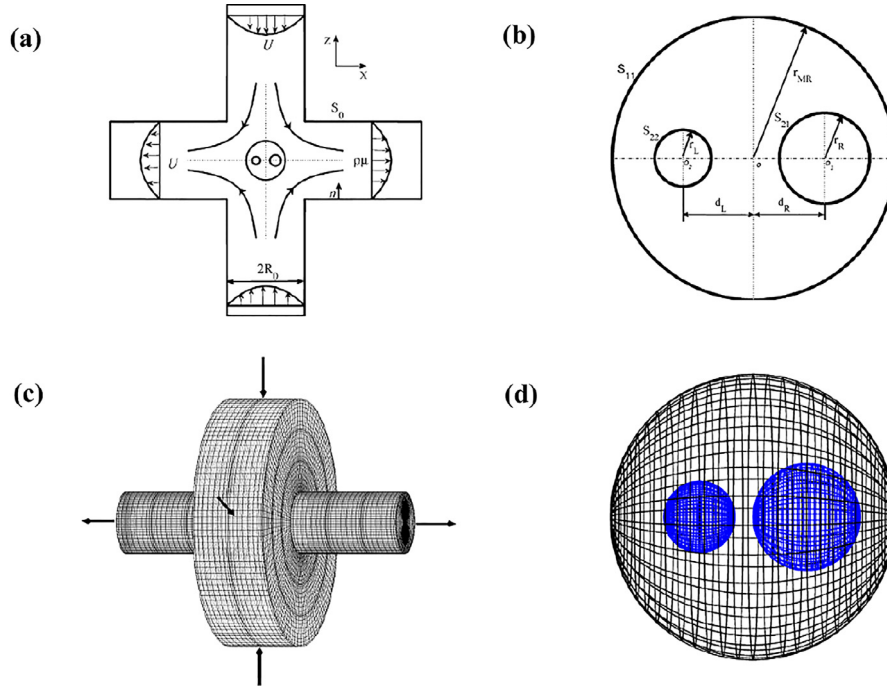 (a)
U
Z
X
S0
U
ρμ
n
2R0
(b)
S11
rMR
S22
S21
rL
rR
o2
o
o1
dL
dR
(c)
(d)